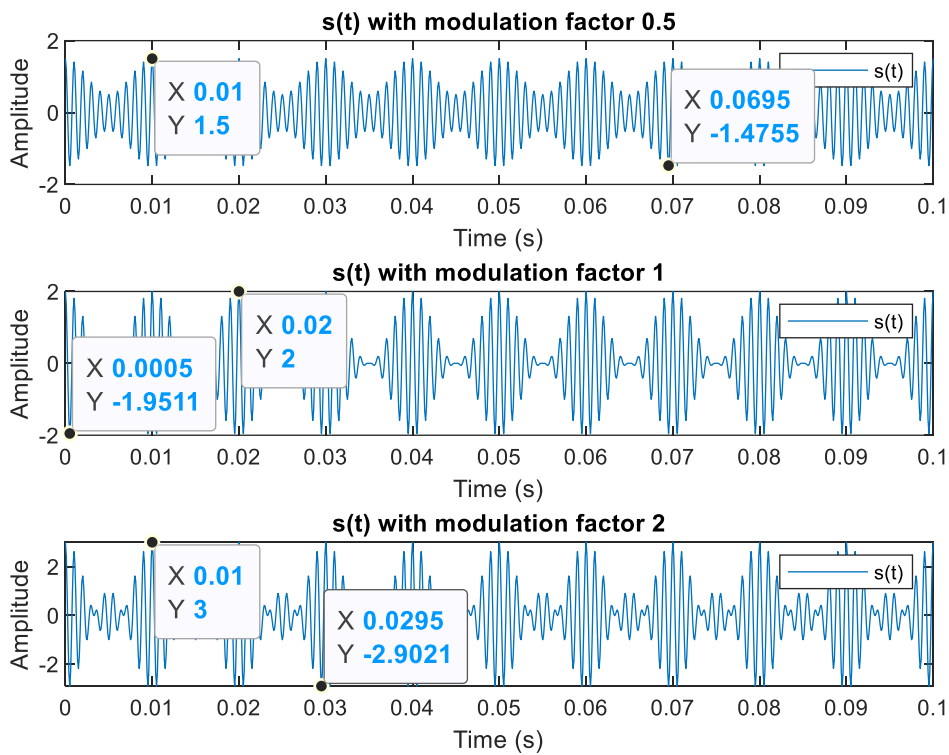 s(t) with modulation factor 0.5
Amplitude
2
0
-2
X 0.01
Y 1.5
X 0.0695
Y -1.4755
s(t)
0 0.01 0.02 0.03 0.04 0.05 0.06 0.07 0.08 0.09 0.1
Time (s)
s(t) with modulation factor 1
Amplitude
2
0
-2
X 0.0005
Y -1.9511
X 0.02
Y 2
s(t)
0 0.01 0.02 0.03 0.04 0.05 0.06 0.07 0.08 0.09 0.1
Time (s)
s(t) with modulation factor 2
Amplitude
2
0
-2
X 0.01
Y 3
X 0.0295
Y -2.9021
s(t)
0 0.01 0.02 0.03 0.04 0.05 0.06 0.07 0.08 0.09 0.1
Time (s)